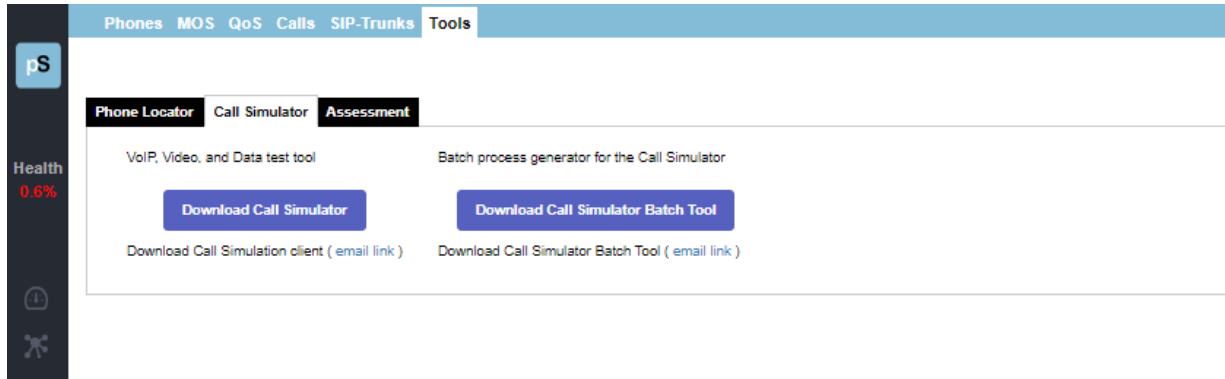 Phones MOS QoS Calls SIP-Trunks Tools
pS
Phone Locator Call Simulator Assessment
VoIP, Video, and Data test tool Batch process generator for the Call Simulator
Health
0.6%
Download Call Simulator Download Call Simulator Batch Tool
Download Call Simulation client ( email link ) Download Call Simulator Batch Tool ( email link )